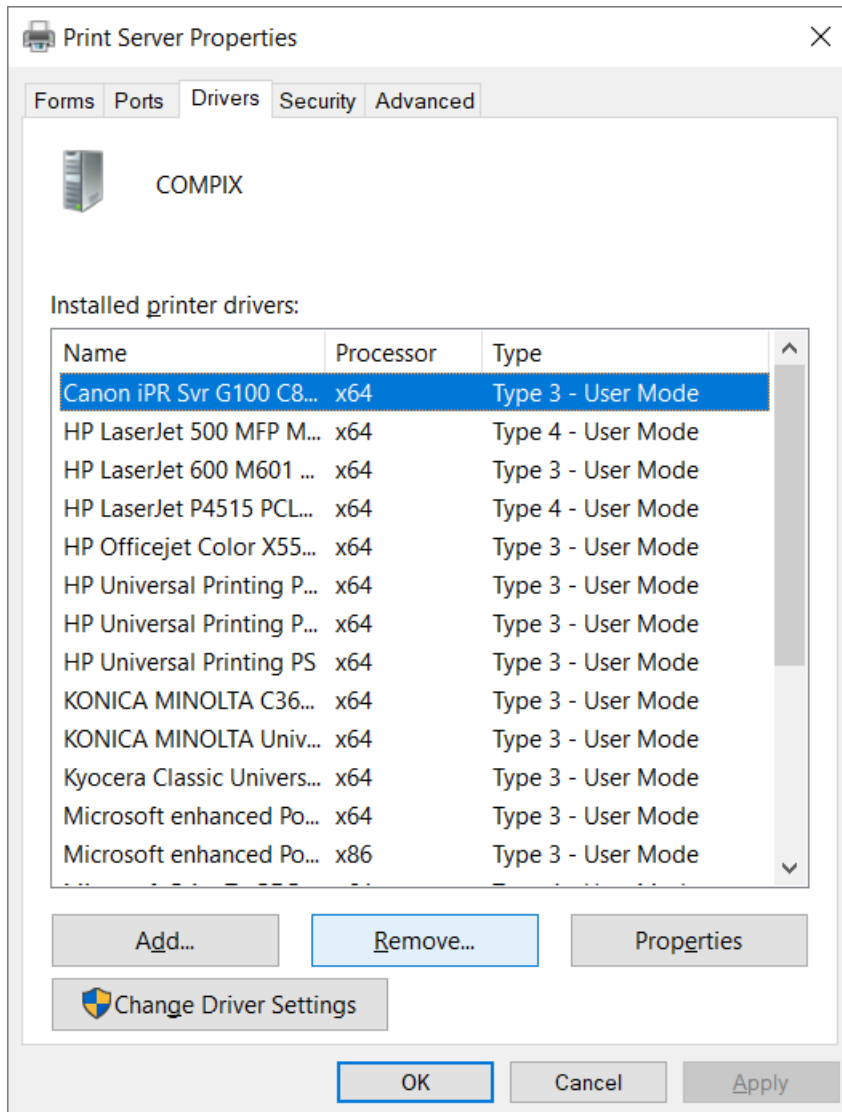 Print Server Properties
Forms Ports Drivers Security Advanced
COMPIX
Installed printer drivers:
Name Processor Type
Canon iPR Svr G100 C8... x64 Type 3 - User Mode
HP LaserJet 500 MFP M... x64 Type 4 - User Mode
HP LaserJet 600 M601 ... x64 Type 3 - User Mode
HP LaserJet P4515 PCL... x64 Type 4 - User Mode
HP Officejet Color X55... x64 Type 3 - User Mode
HP Universal Printing P... x64 Type 3 - User Mode
HP Universal Printing P... x64 Type 3 - User Mode
HP Universal Printing PS x64 Type 3 - User Mode
KONICA MINOLTA C36... x64 Type 3 - User Mode
KONICA MINOLTA Univ... x64 Type 3 - User Mode
Kyocera Classic Univers... x64 Type 3 - User Mode
Microsoft enhanced Po... x64 Type 3 - User Mode
Microsoft enhanced Po... x86 Type 3 - User Mode
Add... Remove... Properties
Change Driver Settings
OK Cancel Apply